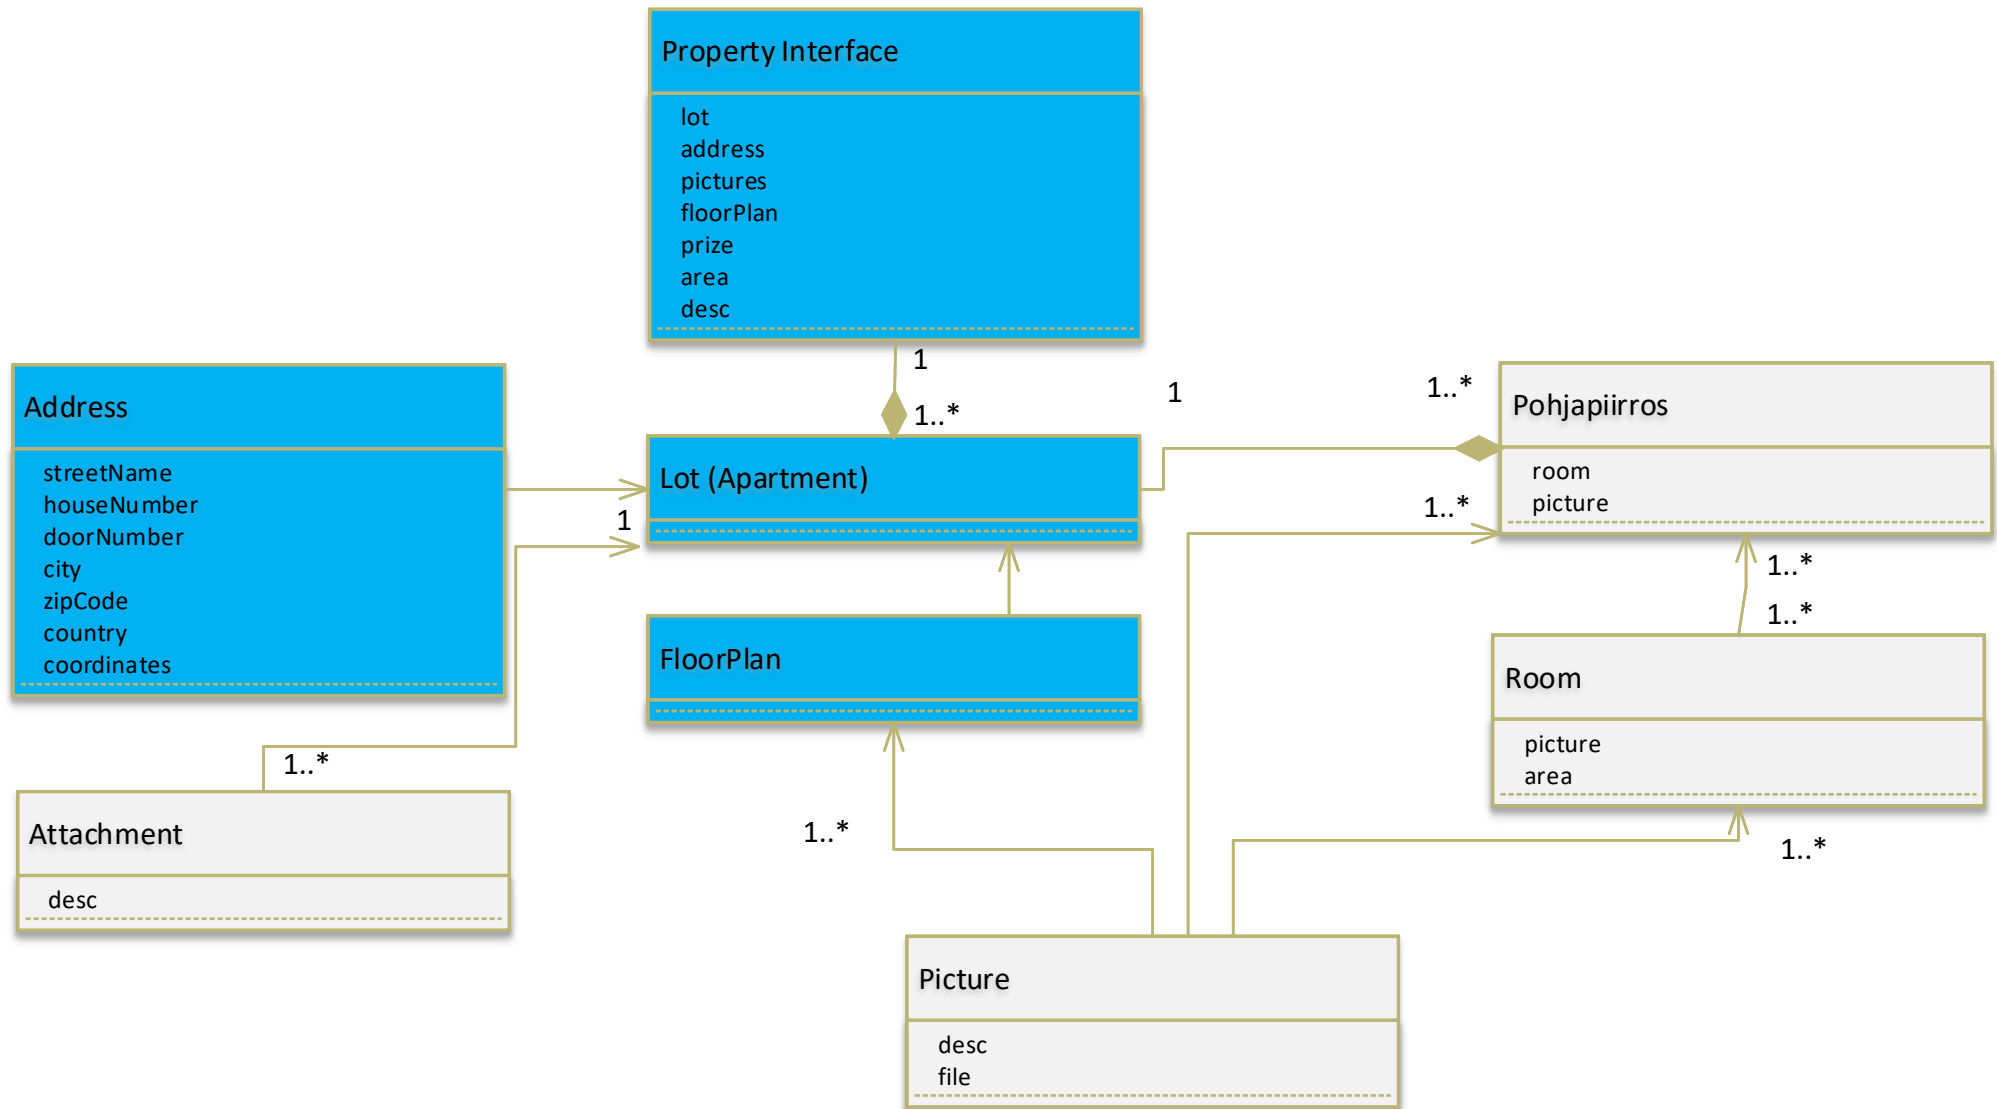 Property Interface
lot
address
pictures
floorPlan
prize
area
desc
1
1..*
1
1..*
Address
streetName
houseNumber
doorNumber
city
zipCode
country
coordinates
Lot (Apartment)
1
Pohjapiirros
room
picture
1..*
1..*
1..*
FloorPlan
Room
picture
area
1..*
1..*
1..*
Attachment
desc
Picture
desc
file